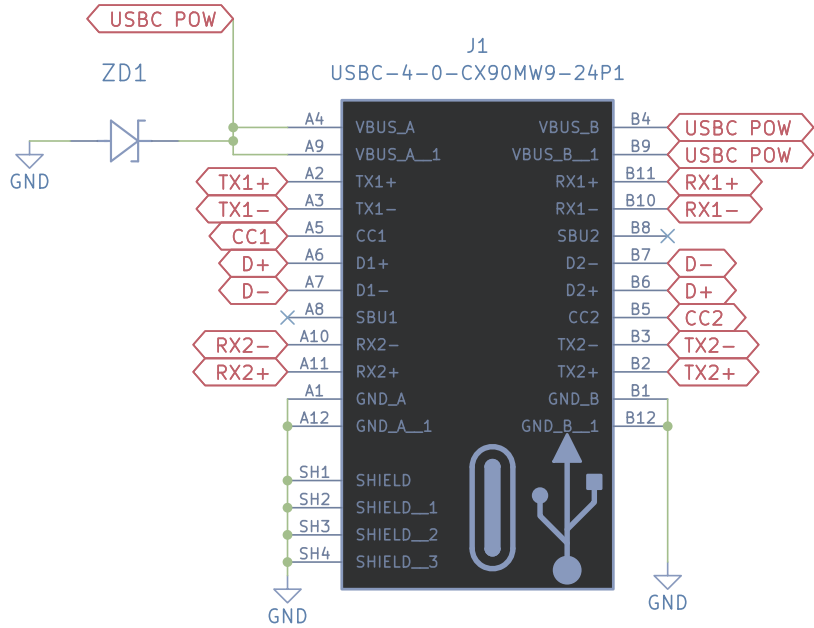 USBC POW
J1
USBC-4-0-CX90MW9-24P1
ZD1
GND
A4 VBUS_A VBUS_B B4 USBC POW
A9 VBUS_A__1 VBUS_B__1 B9 USBC POW
TX1+ A2 TX1+ RX1+ B11 RX1+
TX1- A3 TX1- RX1- B10 RX1-
CC1 A5 CC1 SBU2 B8
D+ A6 D1+ D2- B7 D-
D- A7 D1- D2+ B6 D+
A8 SBU1 CC2 B5 CC2
RX2- A10 RX2- TX2- B3 TX2-
RX2+ A11 RX2+ TX2+ B2 TX2+
A1 GND_A GND_B B1
A12 GND_A__1 GND_B__1 B12
SH1 SHIELD
SH2 SHIELD__1
SH3 SHIELD__2
SH4 SHIELD__3
GND GND